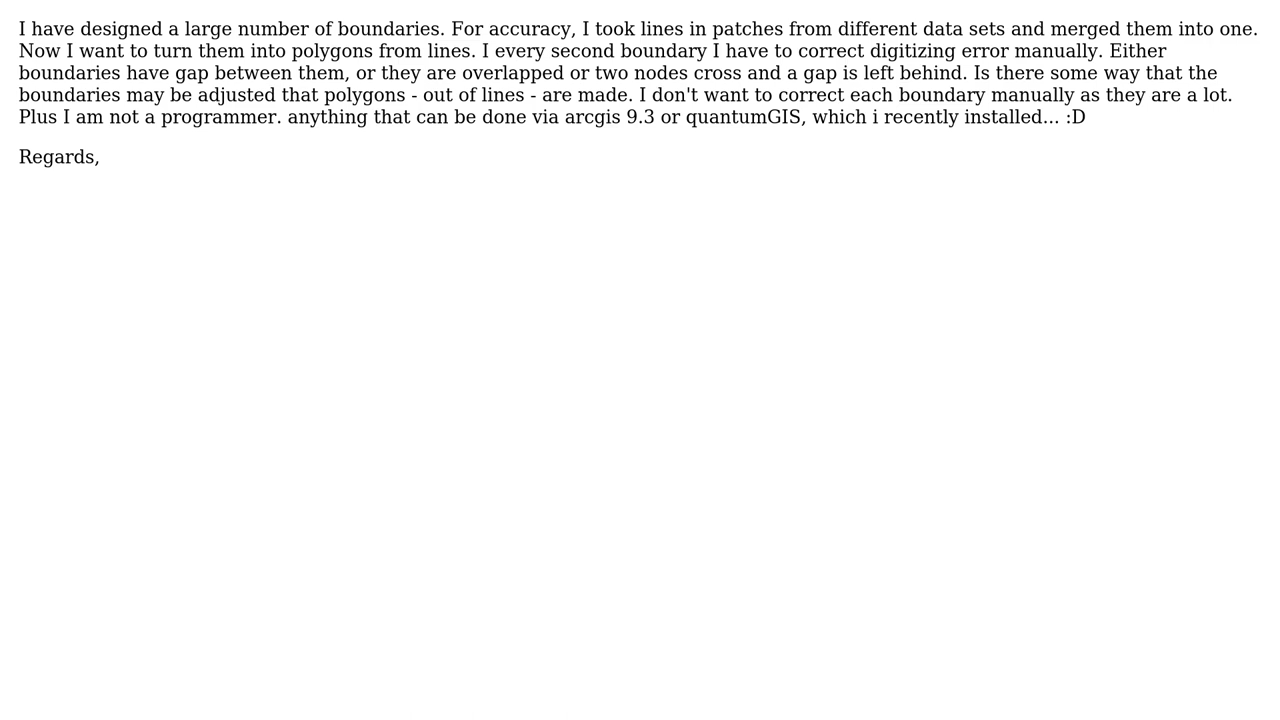 I have designed a large number of boundaries. For accuracy, I took lines in patches from different data sets and merged them into one.
Now I want to turn them into polygons from lines. I every second boundary I have to correct digitizing error manually. Either
boundaries have gap between them, or they are overlapped or two nodes cross and a gap is left behind. Is there some way that the
boundaries may be adjusted that polygons - out of lines - are made. I don't want to correct each boundary manually as they are a lot.
Plus I am not a programmer. anything that can be done via arcgis 9.3 or quantumGIS, which i recently installed... :D
Regards,